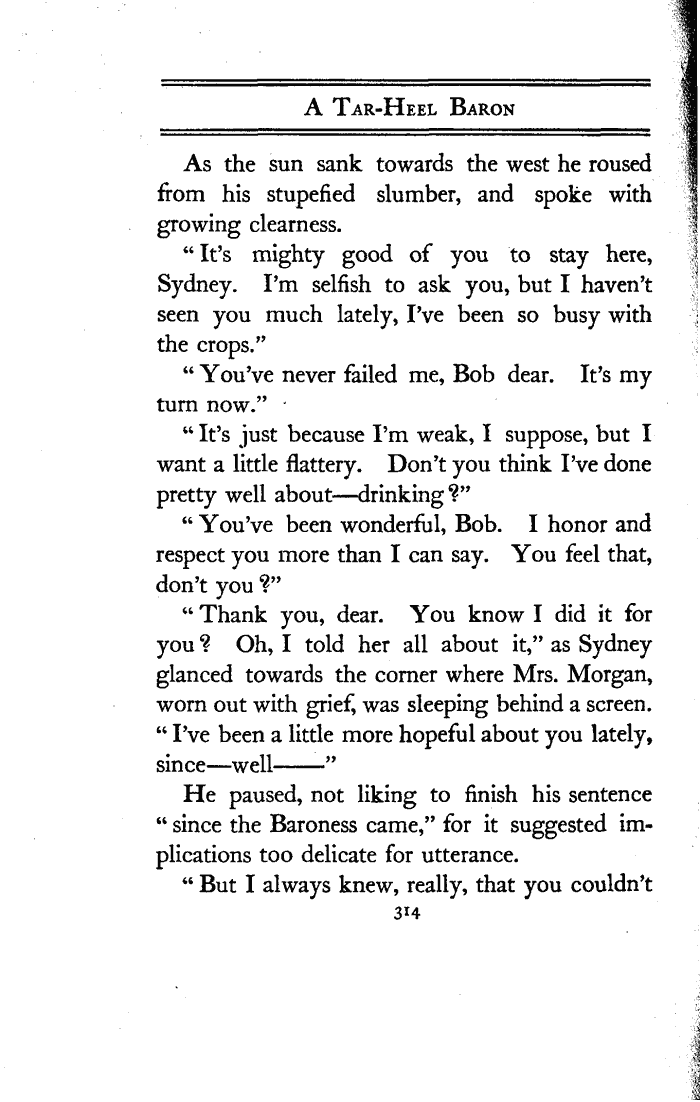 A Tar-Heel Baron
As the sun sank towards the west he roused
from his stupefied slumber, and spoke with
growing clearness.
“ It's mighty good of you to stay here,
Sydney. I'm selfish to ask you, but I haven't
seen you much lately, I've been so busy with
the crops.”
“ You've never failed me, Bob dear. It's my
turn now.”
“ It's just because I'm weak, I suppose, but I
want a little flattery. Don't you think I've done
pretty well about—drinking?”
“ You've been wonderful, Bob. I honor and
respect you more than I can say. You feel that,
don't you?”
“ Thank you, dear. You know I did it for
you? Oh, I told her all about it,” as Sydney
glanced towards the corner where Mrs. Morgan,
worn out with grief, was sleeping behind a screen.
“ I've been a little more hopeful about you lately,
since—well——”
He paused, not liking to finish his sentence
“ since the Baroness came,” for it suggested im-
plications too delicate for utterance.
“ But I always knew, really, that you couldn't
314